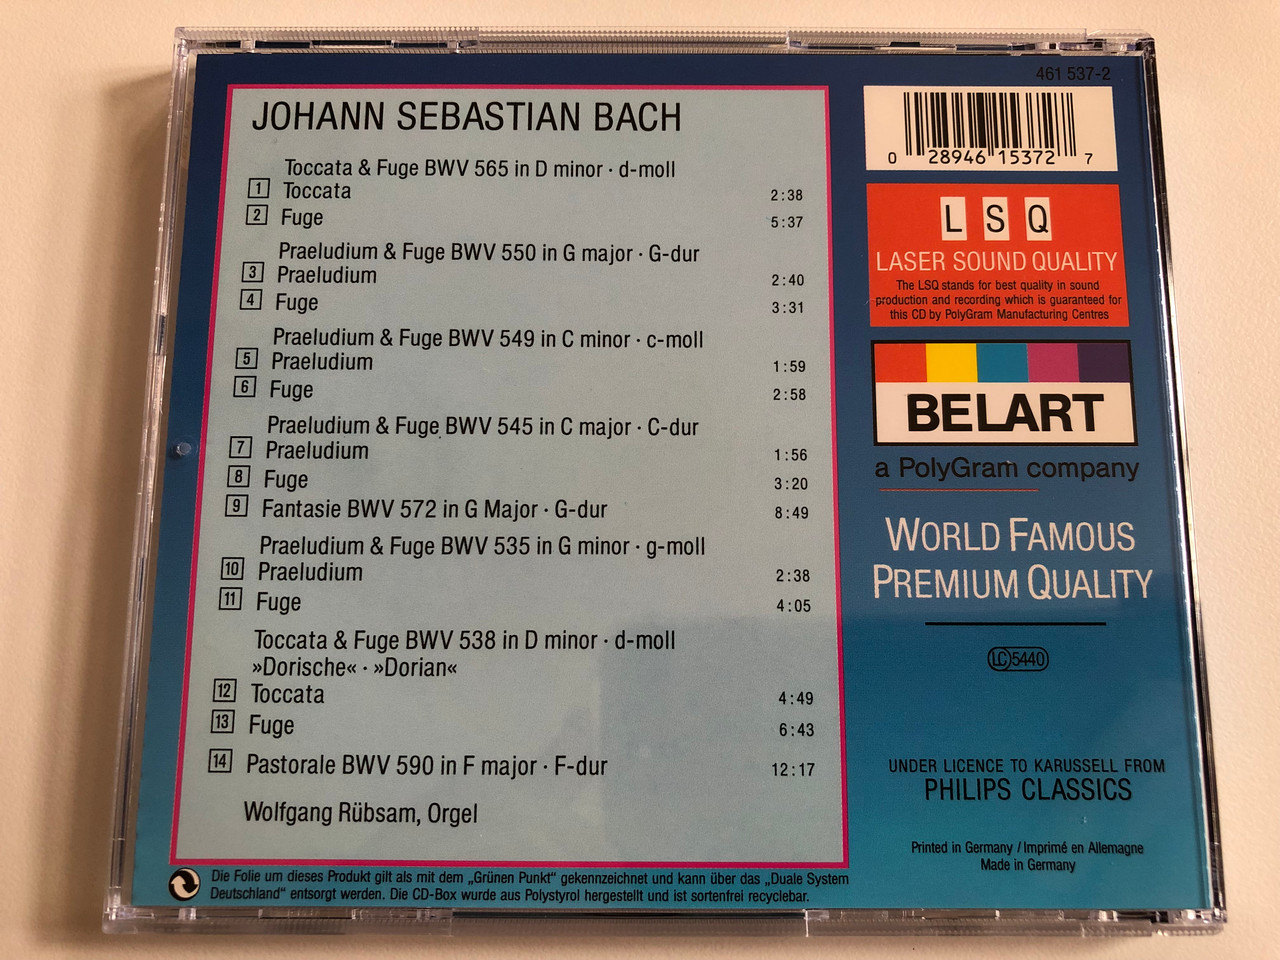 461 537-2
JOHANN SEBASTIAN BACH
Toccata & Fuge BWV 565 in D minor · d-moll
1 Toccata 2:38
2 Fuge 5:37
Praeludium & Fuge BWV 550 in G major · G-dur
3 Praeludium 2:40
4 Fuge 3:31
Praeludium & Fuge BWV 549 in C minor · c-moll
5 Praeludium 1:59
6 Fuge 2:58
Praeludium & Fuge BWV 545 in C major · C-dur
7 Praeludium 1:56
8 Fuge 3:20
9 Fantasie BWV 572 in G Major · G-dur 8:49
Praeludium & Fuge BWV 535 in G minor · g-moll
10 Praeludium 2:38
11 Fuge 4:05
Toccata & Fuge BWV 538 in D minor · d-moll
»Dorische« · »Dorian«
12 Toccata 4:49
13 Fuge 6:43
14 Pastorale BWV 590 in F major · F-dur 12:17
Wolfgang Rübsam, Orgel
0 28946 15372 7
L S Q
LASER SOUND QUALITY
The LSQ stands for best quality in sound
production and recording which is guaranteed for
this CD by PolyGram Manufacturing Centres
BELART
a PolyGram company
WORLD FAMOUS
PREMIUM QUALITY
LC 5440
UNDER LICENCE TO KARUSSELL FROM
PHILIPS CLASSICS
Printed in Germany / Imprimé en Allemagne
Made in Germany
Die Folie um dieses Produkt gilt als mit dem „Grünen Punkt“ gekennzeichnet und kann über das „Duale System
Deutschland“ entsorgt werden. Die CD-Box wurde aus Polystyrol hergestellt und ist sortenfrei recyclebar.